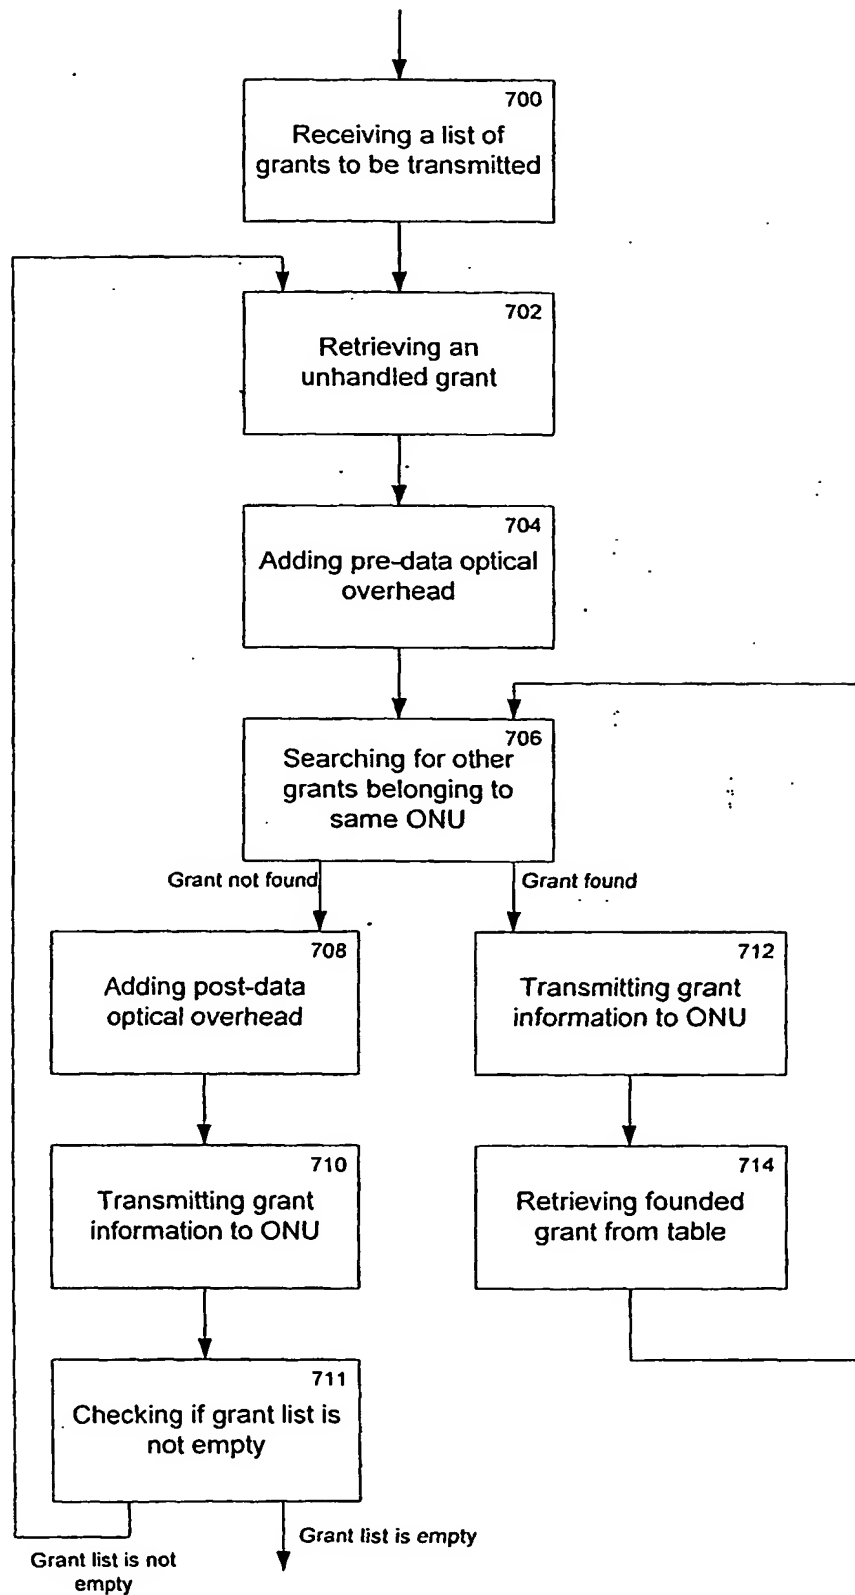 700
Receiving a list of
grants to be transmitted
702
Retrieving an
unhandled grant
704
Adding pre-data optical
overhead
706
Searching for other
grants belonging to
same ONU
Grant not found
Grant found
708
Adding post-data
optical overhead
712
Transmitting grant
information to ONU
710
Transmitting grant
information to ONU
714
Retrieving founded
grant from table
711
Checking if grant list is
not empty
Grant list is empty
Grant list is not
empty